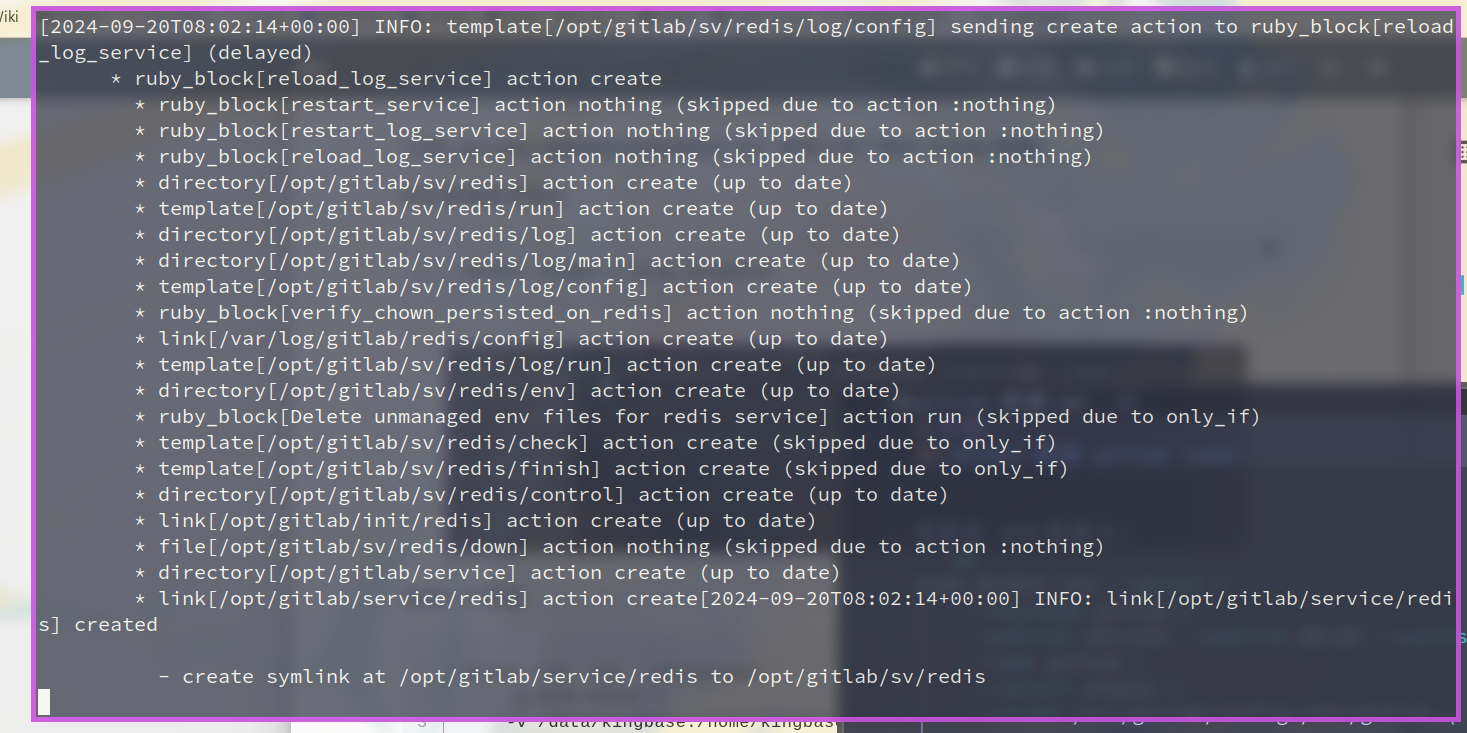 [2024-09-20T08:02:14+00:00] INFO: template[/opt/gitlab/sv/redis/log/config] sending create action to ruby_block[reload
_log_service] (delayed)
* ruby_block[reload_log_service] action create
* ruby_block[restart_service] action nothing (skipped due to action :nothing)
* ruby_block[restart_log_service] action nothing (skipped due to action :nothing)
* ruby_block[reload_log_service] action nothing (skipped due to action :nothing)
* directory[/opt/gitlab/sv/redis] action create (up to date)
* template[/opt/gitlab/sv/redis/run] action create (up to date)
* directory[/opt/gitlab/sv/redis/log] action create (up to date)
* directory[/opt/gitlab/sv/redis/log/main] action create (up to date)
* template[/opt/gitlab/sv/redis/log/config] action create (up to date)
* ruby_block[verify_chown_persisted_on_redis] action nothing (skipped due to action :nothing)
* link[/var/log/gitlab/redis/config] action create (up to date)
* template[/opt/gitlab/sv/redis/log/run] action create (up to date)
* directory[/opt/gitlab/sv/redis/env] action create (up to date)
* ruby_block[Delete unmanaged env files for redis service] action run (skipped due to only_if)
* template[/opt/gitlab/sv/redis/check] action create (skipped due to only_if)
* template[/opt/gitlab/sv/redis/finish] action create (skipped due to only_if)
* directory[/opt/gitlab/sv/redis/control] action create (up to date)
* link[/opt/gitlab/init/redis] action create (up to date)
* file[/opt/gitlab/sv/redis/down] action nothing (skipped due to action :nothing)
* directory[/opt/gitlab/service] action create (up to date)
* link[/opt/gitlab/service/redis] action create[2024-09-20T08:02:14+00:00] INFO: link[/opt/gitlab/service/redi
s] created
- create symlink at /opt/gitlab/service/redis to /opt/gitlab/sv/redis